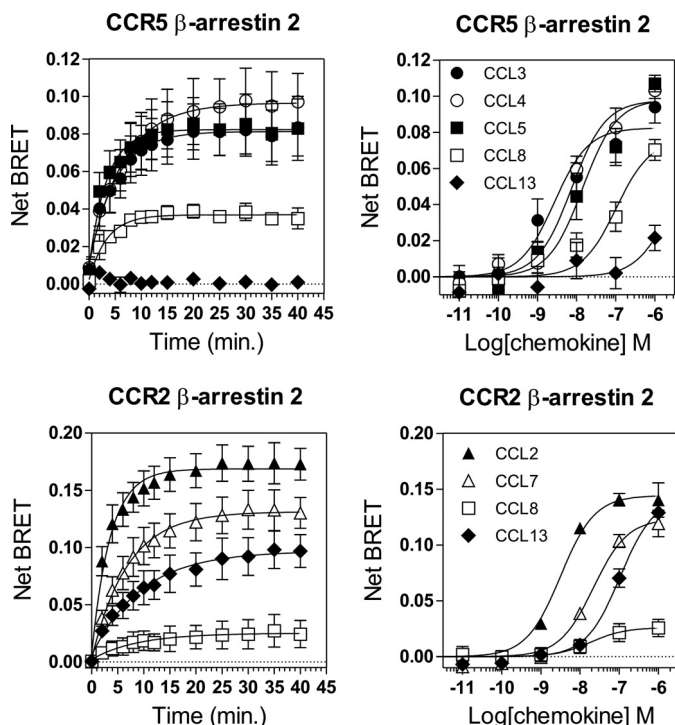 CCR5 β-arrestin 2
Net BRET
0.12
0.10
0.08
0.06
0.04
0.02
0.00
0 5 10 15 20 25 30 35 40 45
Time (min.)
CCR5 β-arrestin 2
Net BRET
0.12
0.10
0.08
0.06
0.04
0.02
0.00
CCL3
CCL4
CCL5
CCL8
CCL13
-11 -10 -9 -8 -7 -6
Log[chemokine] M
CCR2 β-arrestin 2
Net BRET
0.20
0.15
0.10
0.05
0.00
0 5 10 15 20 25 30 35 40 45
Time (min.)
CCR2 β-arrestin 2
Net BRET
0.20
0.15
0.10
0.05
0.00
CCL2
CCL7
CCL8
CCL13
-11 -10 -9 -8 -7 -6
Log[chemokine] M